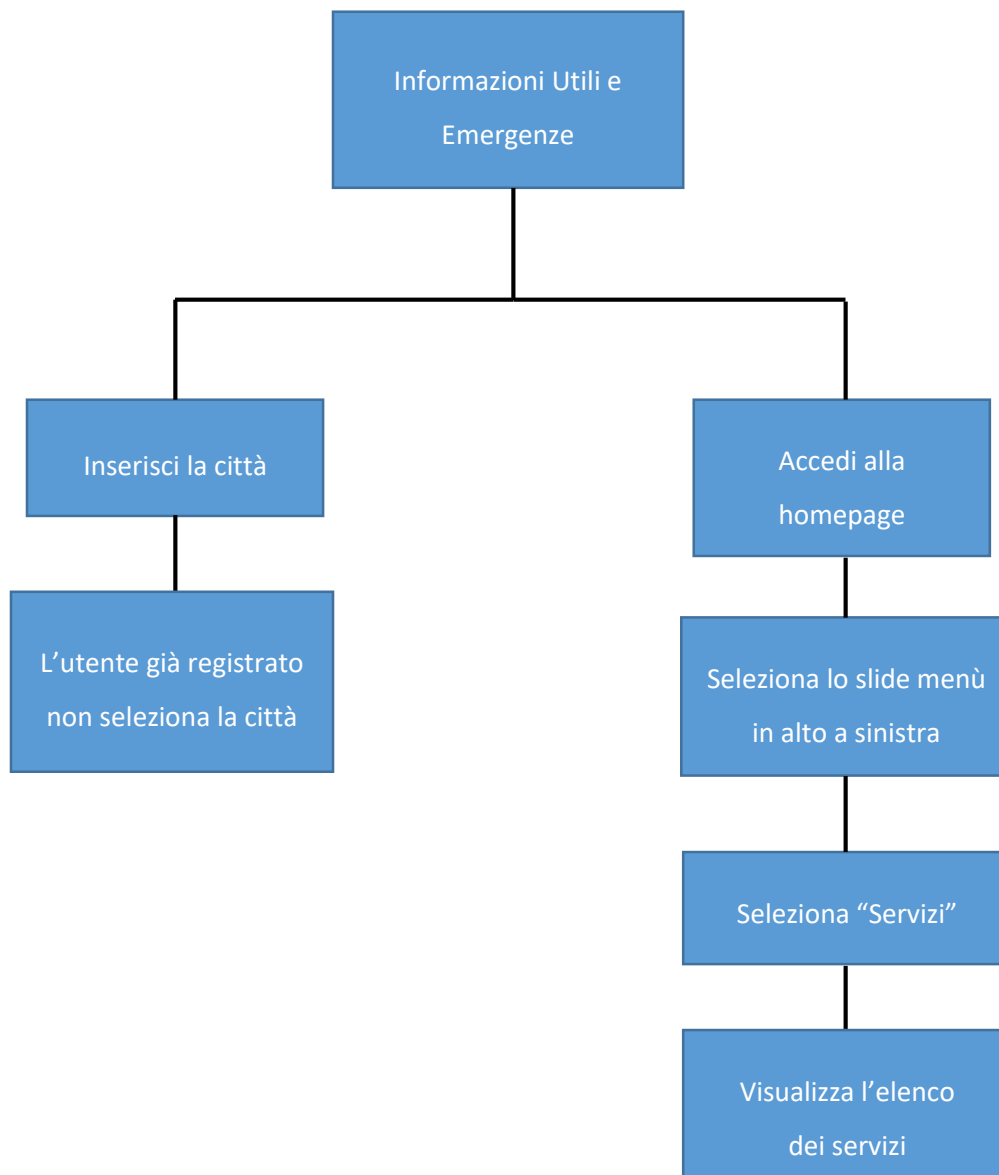 Informazioni Utili e
Emergenze
Inserisci la città
L’utente già registrato
non seleziona la città
Accedi alla
homepage
Seleziona lo slide menù
in alto a sinistra
Seleziona “Servizi”
Visualizza l’elenco
dei servizi